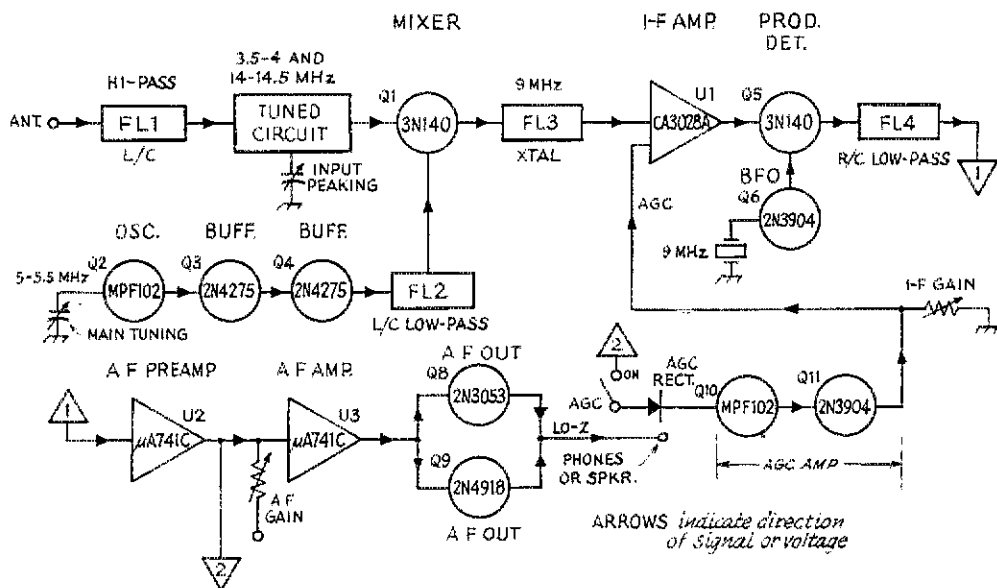 MIXER
I-F AMP.
PROD.
DET.
HI-PASS
3.5-4 AND
14-14.5 MHz
9 MHz
ANT.
FL1
TUNED
CIRCUIT
Q1
3N140
FL3
U1
CA3028A
Q5
3N140
FL4
L/C
INPUT
PEAKING
XTAL
R/C LOW-PASS
1
AGC
BFO
Q6
2N3904
9 MHz
OSC.
BUFF.
BUFF.
5-5.5 MHz
Q2
MPF102
Q3
2N4275
Q4
2N4275
FL2
MAIN TUNING
L/C LOW-PASS
I-F GAIN
AF PREAMP
AF AMP.
AF OUT
2
ON
AGC
RECT.
1
U2
μA741C
U3
μA741C
Q8
2N3053
AGC
Q10
MPF102
Q11
2N3904
LO-Z
Q9
2N4918
PHONES
OR SPKR.
AGC AMP
AF
GAIN
AF OUT
2
ARROWS indicate direction
of signal or voltage